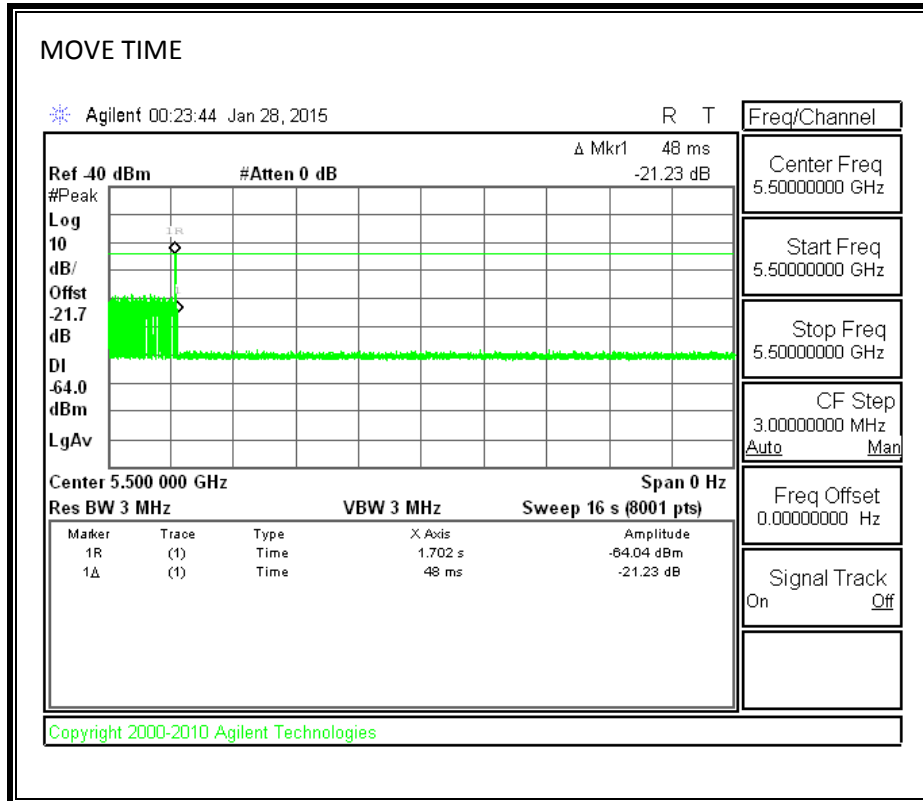 MOVE TIME
Agilent 00:23:44 Jan 28, 2015 R T
Δ Mkr1 48 ms
Ref -40 dBm #Atten 0 dB -21.23 dB
#Peak
Log
10
dB/
Offst
-21.7
dB
DI
-64.0
dBm
LgAv
1R
Center 5.500 000 GHz Span 0 Hz
Res BW 3 MHz VBW 3 MHz Sweep 16 s (8001 pts)
Marker Trace Type X Axis Amplitude
1R (1) Time 1.702 s -64.04 dBm
1Δ (1) Time 48 ms -21.23 dB
Freq/Channel
Center Freq
5.50000000 GHz
Start Freq
5.50000000 GHz
Stop Freq
5.50000000 GHz
CF Step
3.00000000 MHz
Auto Man
Freq Offset
0.00000000 Hz
Signal Track
On Off
Copyright 2000-2010 Agilent Technologies